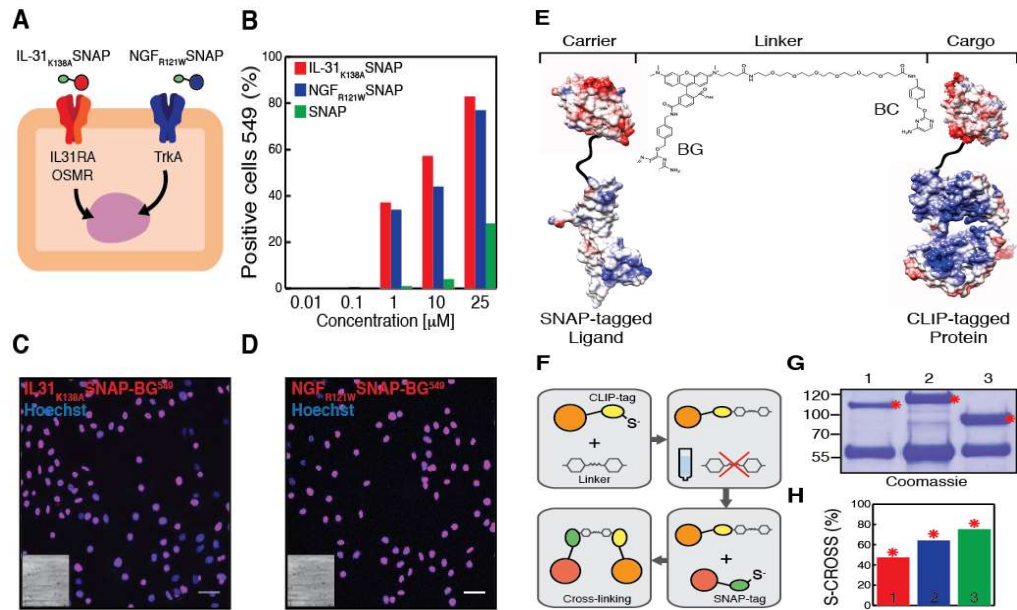 A
IL-31K138ASNAP
NGFR121WSNAP
IL31RA
OSMR
TrkA
B
Positive cells 549 (%)
100
80
60
40
20
0
IL-31K138ASNAP
NGFR121WSNAP
SNAP
0.01 0.1 1 10 25
Concentration [μM]
C
IL31K138ASNAP-BG549
Hoechst
D
NGFR121WSNAP-BG549
Hoechst
E
Carrier
Linker
Cargo
BG
BC
SNAP-tagged
Ligand
CLIP-tagged
Protein
F
CLIP-tag
S-
+
Linker
+
S-
SNAP-tag
Cross-linking
G
1 2 3
120
100
70
55
Coomassie
H
S-CROSS (%)
100
80
60
40
20
0
1 2 3